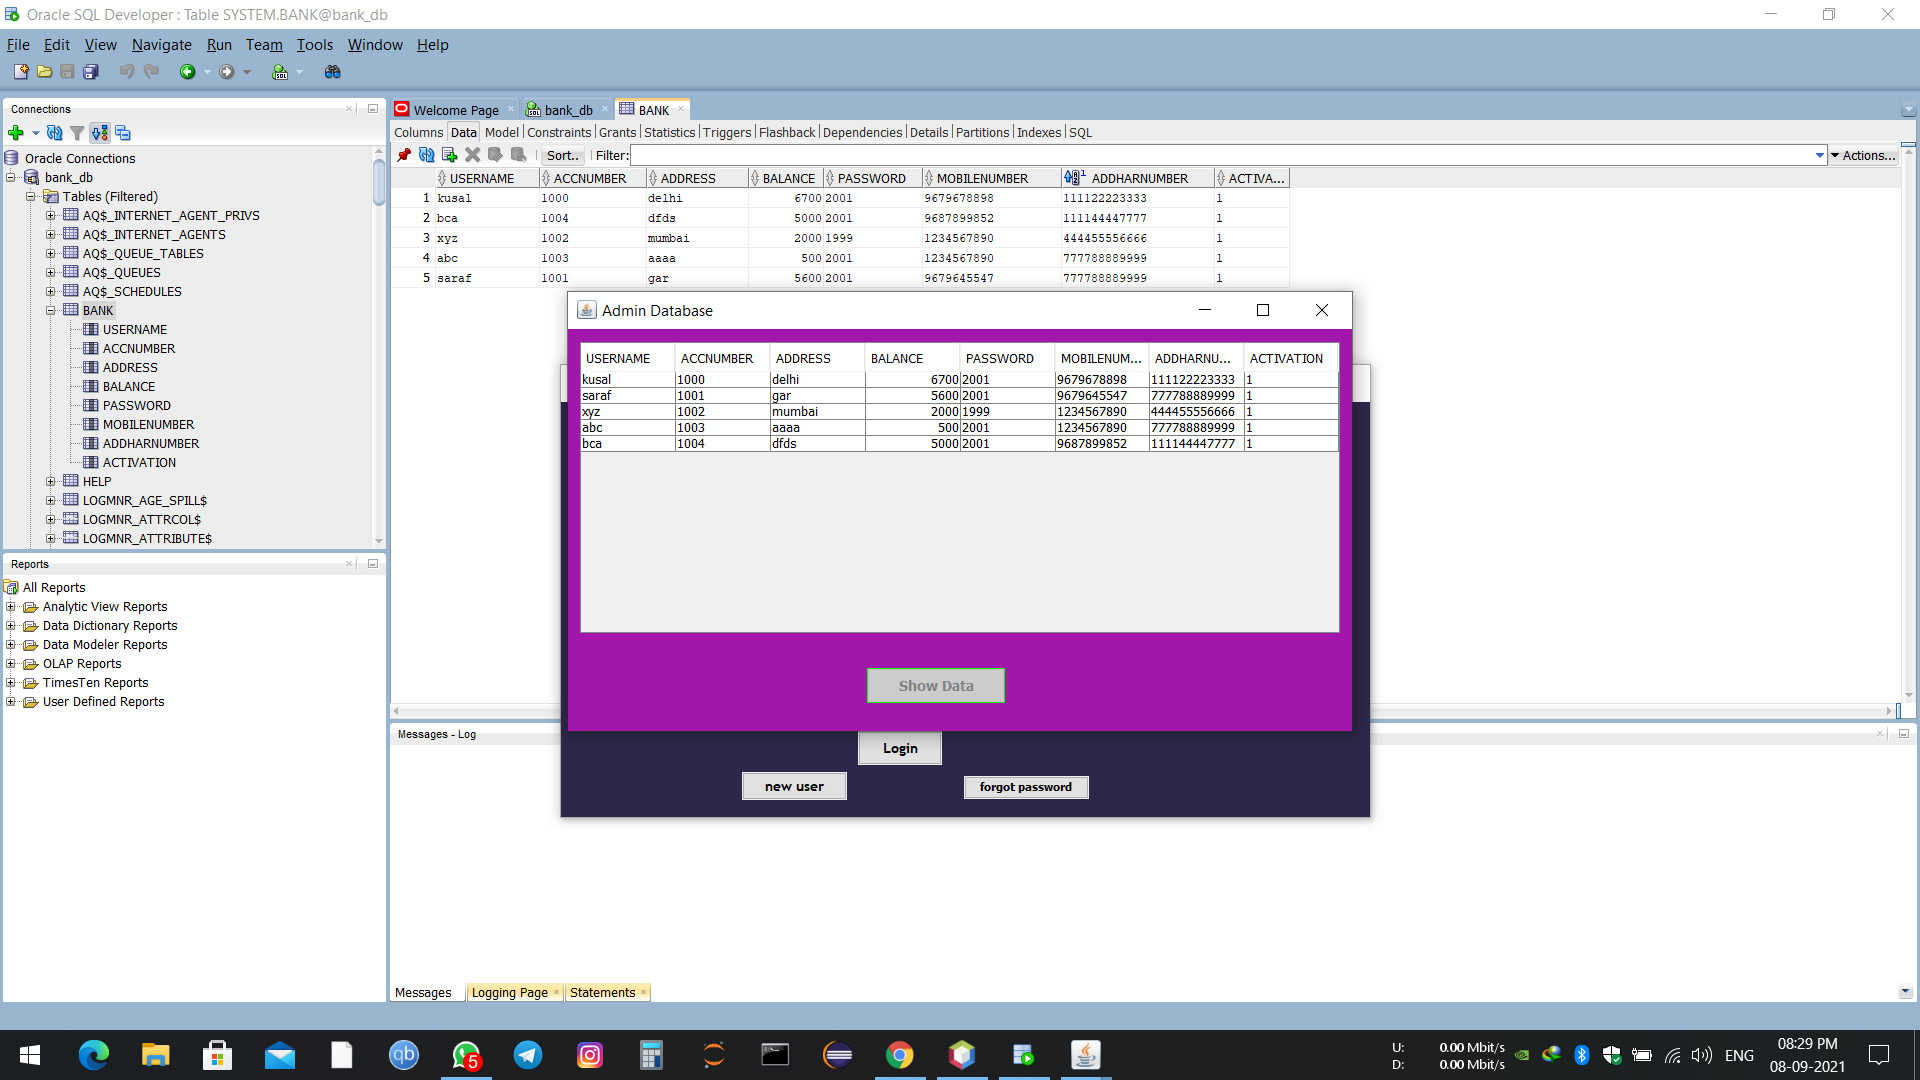 Oracle SQL Developer : Table SYSTEM.BANK@bank_db
File Edit View Navigate Run Team Tools Window Help
Connections
Oracle Connections
bank_db
Tables (Filtered)
AQ$_INTERNET_AGENT_PRIVS
AQ$_INTERNET_AGENTS
AQ$_QUEUE_TABLES
AQ$_QUEUES
AQ$_SCHEDULES
BANK
USERNAME
ACCNUMBER
ADDRESS
BALANCE
PASSWORD
MOBILENUMBER
ADDHARNUMBER
ACTIVATION
HELP
LOGMNR_AGE_SPILL$
LOGMNR_ATTRCOL$
LOGMNR_ATTRIBUTE$
Reports
All Reports
Analytic View Reports
Data Dictionary Reports
Data Modeler Reports
OLAP Reports
TimesTen Reports
User Defined Reports
Welcome Page bank_db BANK
Columns Data Model Constraints Grants Statistics Triggers Flashback Dependencies Details Partitions Indexes SQL
Sort.. Filter: Actions...
USERNAME ACCNUMBER ADDRESS BALANCE PASSWORD MOBILENUMBER ADDHARNUMBER ACTIVA...
1 kusal 1000 delhi 6700 2001 9679678898 111122223333 1
2 bca 1004 dfds 5000 2001 9687899852 111144447777 1
3 xyz 1002 mumbai 2000 1999 1234567890 444455556666 1
4 abc 1003 aaaa 500 2001 1234567890 777788889999 1
5 saraf 1001 gar 5600 2001 9679645547 777788889999 1
Admin Database
USERNAME ACCNUMBER ADDRESS BALANCE PASSWORD MOBILENUM... ADDHARNU... ACTIVATION
kusal 1000 delhi 6700 2001 9679678898 111122223333 1
saraf 1001 gar 5600 2001 9679645547 777788889999 1
xyz 1002 mumbai 2000 1999 1234567890 444455556666 1
abc 1003 aaaa 500 2001 1234567890 777788889999 1
bca 1004 dfds 5000 2001 9687899852 111144447777 1
Show Data
Login
new user forgot password
Messages - Log
Messages Logging Page Statements
qb
5
U: 0.00 Mbit/s
D: 0.00 Mbit/s
ENG
08:29 PM
08-09-2021